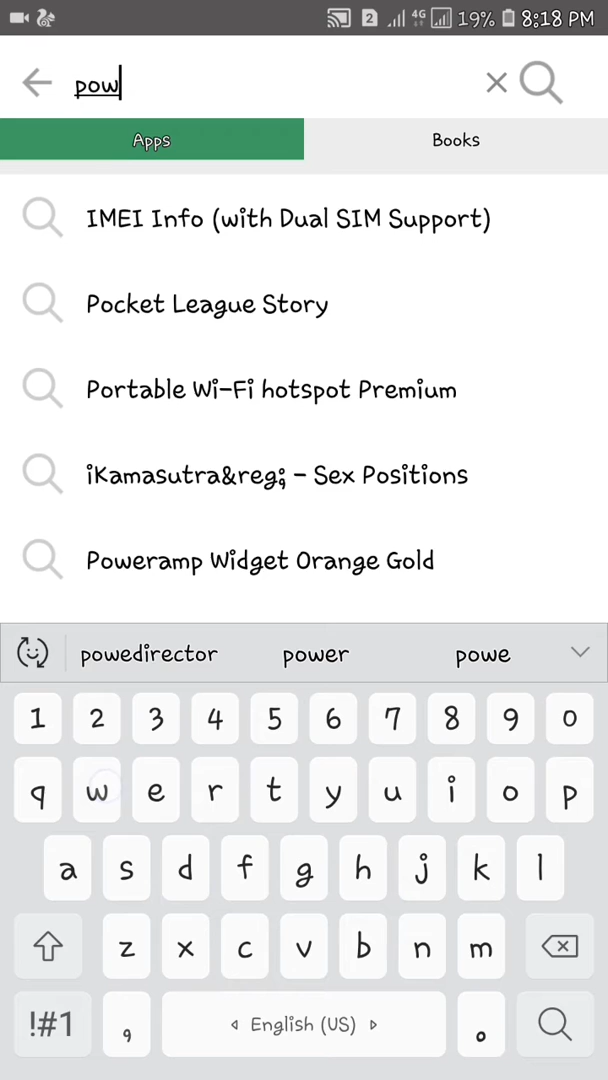 2 4G 19% 8:18 PM
pow
Apps Books
IMEI Info (with Dual SIM Support)
Pocket League Story
Portable Wi-Fi hotspot Premium
iKamasutra&reg; - Sex Positions
Poweramp Widget Orange Gold
powedirector power powe
1 2 3 4 5 6 7 8 9 0
q w e r t y u i o p
a s d f g h j k l
z x c v b n m
!#1 , English (US) .